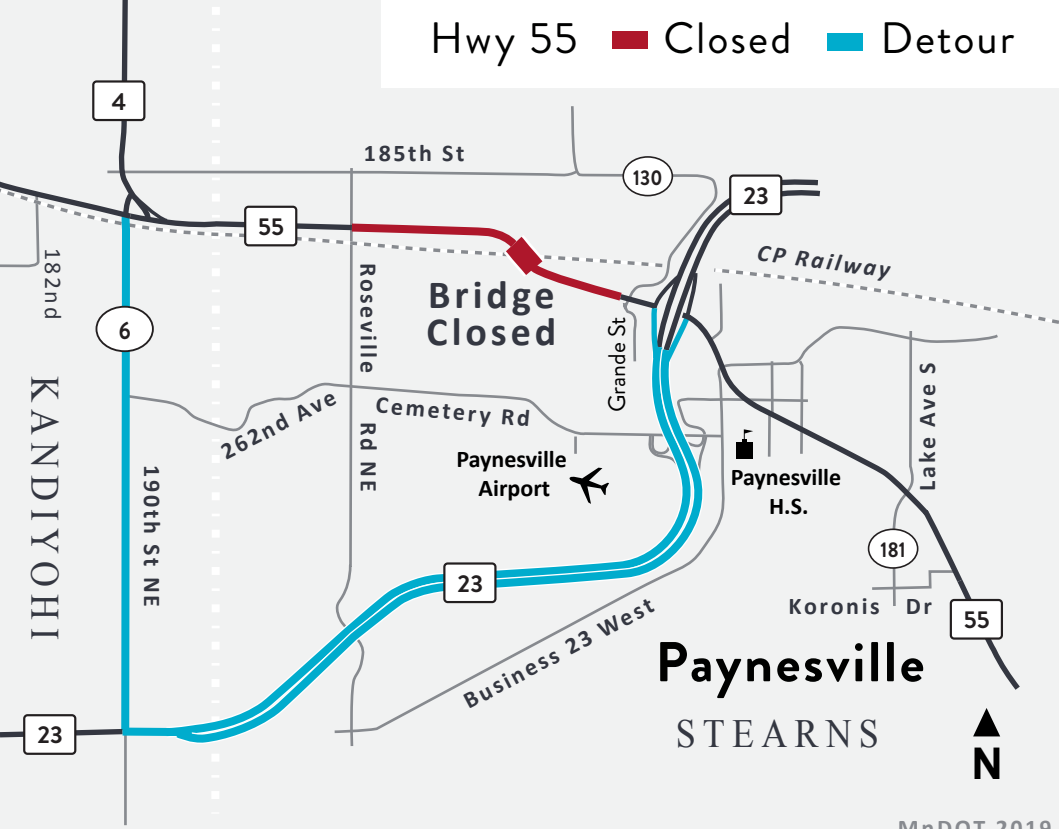 Hwy 55 Closed Detour
4
185th St
130
23
55
CP Railway
182nd
Roseville
Bridge
Closed
6
Grande St
KANDIYOHI
262nd Ave
Cemetery Rd
Rd NE
Lake Ave S
190th St NE
Paynesville
Airport
Paynesville
H.S.
181
23
Koronis Dr
55
Business 23 West
Paynesville
STEARNS
23
N
MnDOT 2019